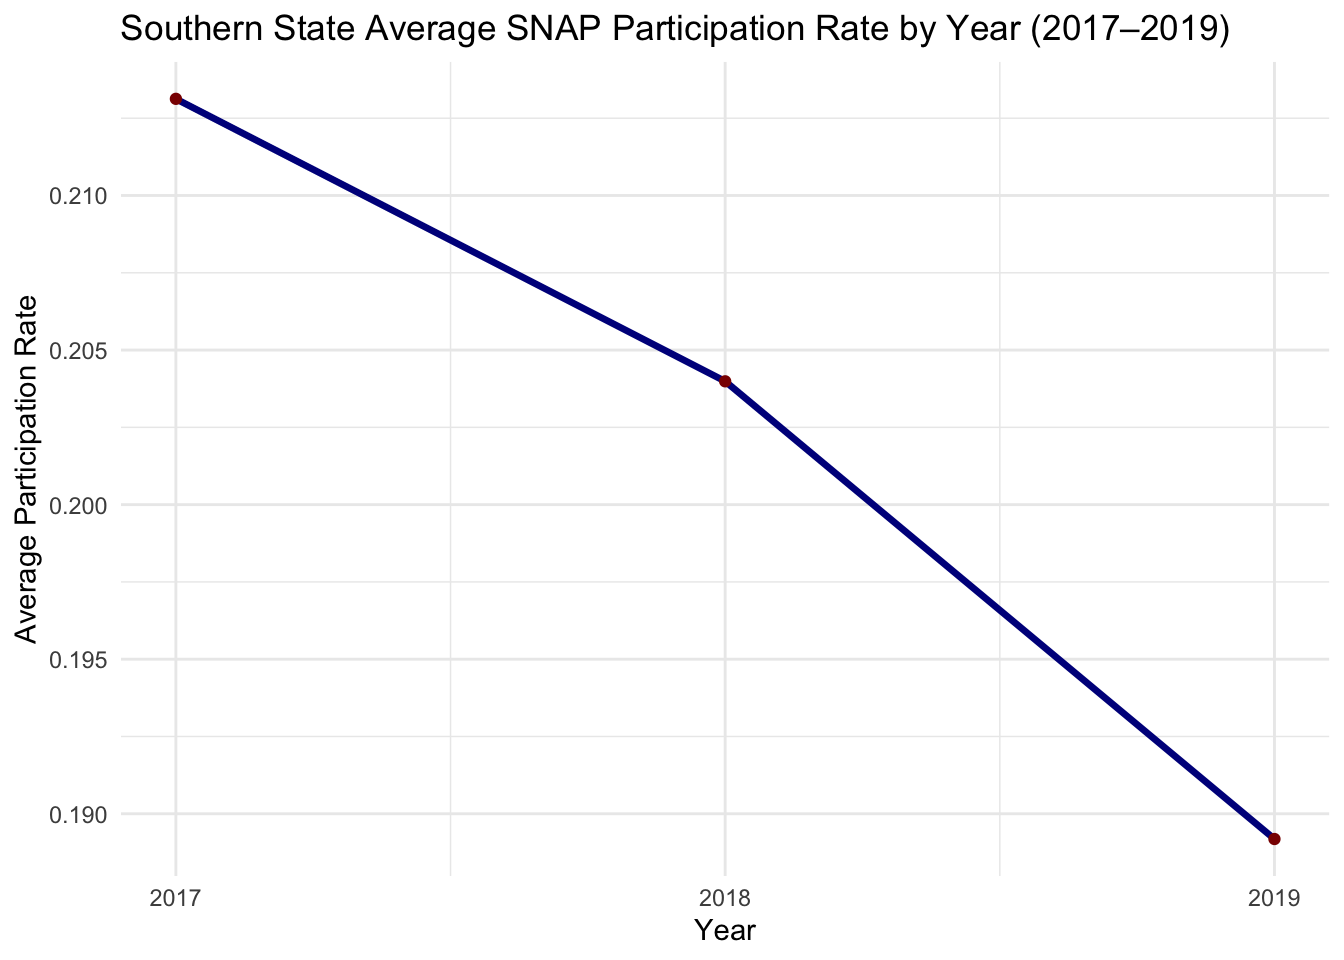 Southern State Average SNAP Participation Rate by Year (2017–2019)
Average Participation Rate
0.210
0.205
0.200
0.195
0.190
2017 2018 2019
Year